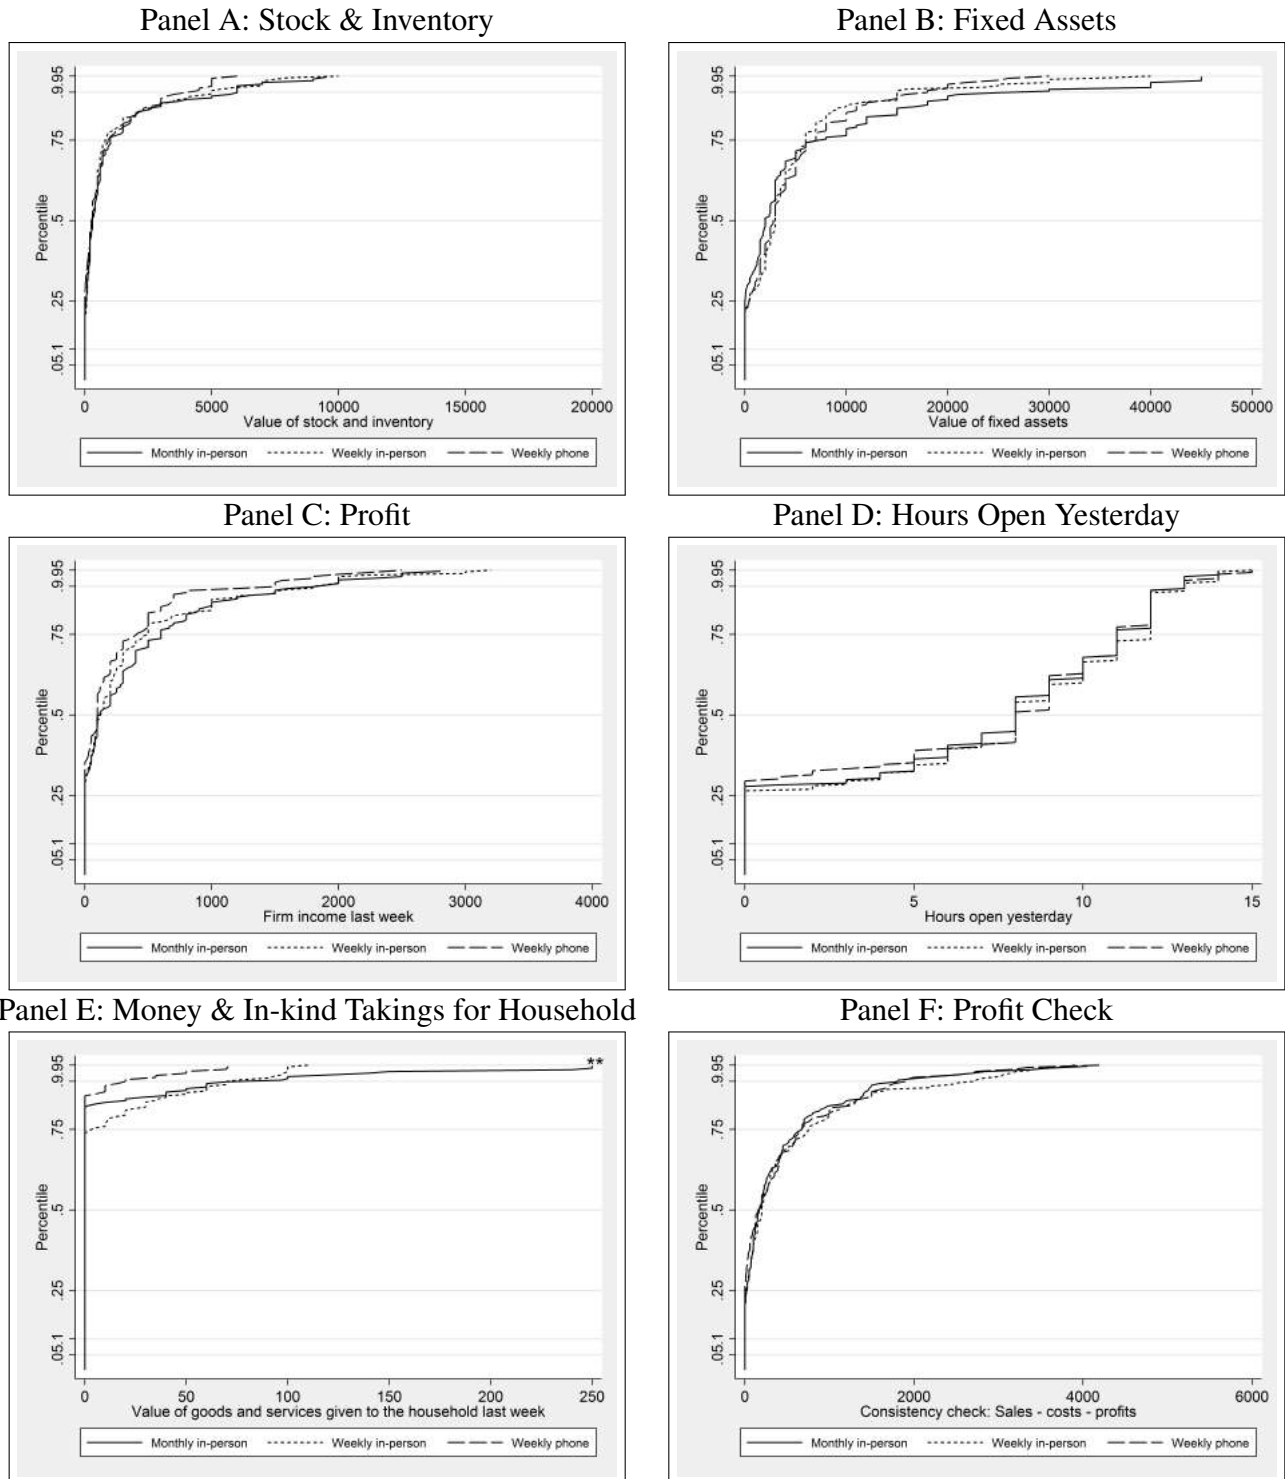 Panel A: Stock & Inventory
Percentile
.05 .1 .25 .5 .75 .9 .95
0 5000 10000 15000 20000
Value of stock and inventory
Monthly in-person Weekly in-person Weekly phone
Panel B: Fixed Assets
Percentile
.05 .1 .25 .5 .75 .9 .95
0 10000 20000 30000 40000 50000
Value of fixed assets
Monthly in-person Weekly in-person Weekly phone
Panel C: Profit
Percentile
.05 .1 .25 .5 .75 .9 .95
0 1000 2000 3000 4000
Firm income last week
Monthly in-person Weekly in-person Weekly phone
Panel D: Hours Open Yesterday
Percentile
.05 .1 .25 .5 .75 .9 .95
0 5 10 15
Hours open yesterday
Monthly in-person Weekly in-person Weekly phone
Panel E: Money & In-kind Takings for Household
**
Percentile
.05 .1 .25 .5 .75 .9 .95
0 50 100 150 200 250
Value of goods and services given to the household last week
Monthly in-person Weekly in-person Weekly phone
Panel F: Profit Check
Percentile
.05 .1 .25 .5 .75 .9 .95
0 2000 4000 6000
Consistency check: Sales - costs - profits
Monthly in-person Weekly in-person Weekly phone